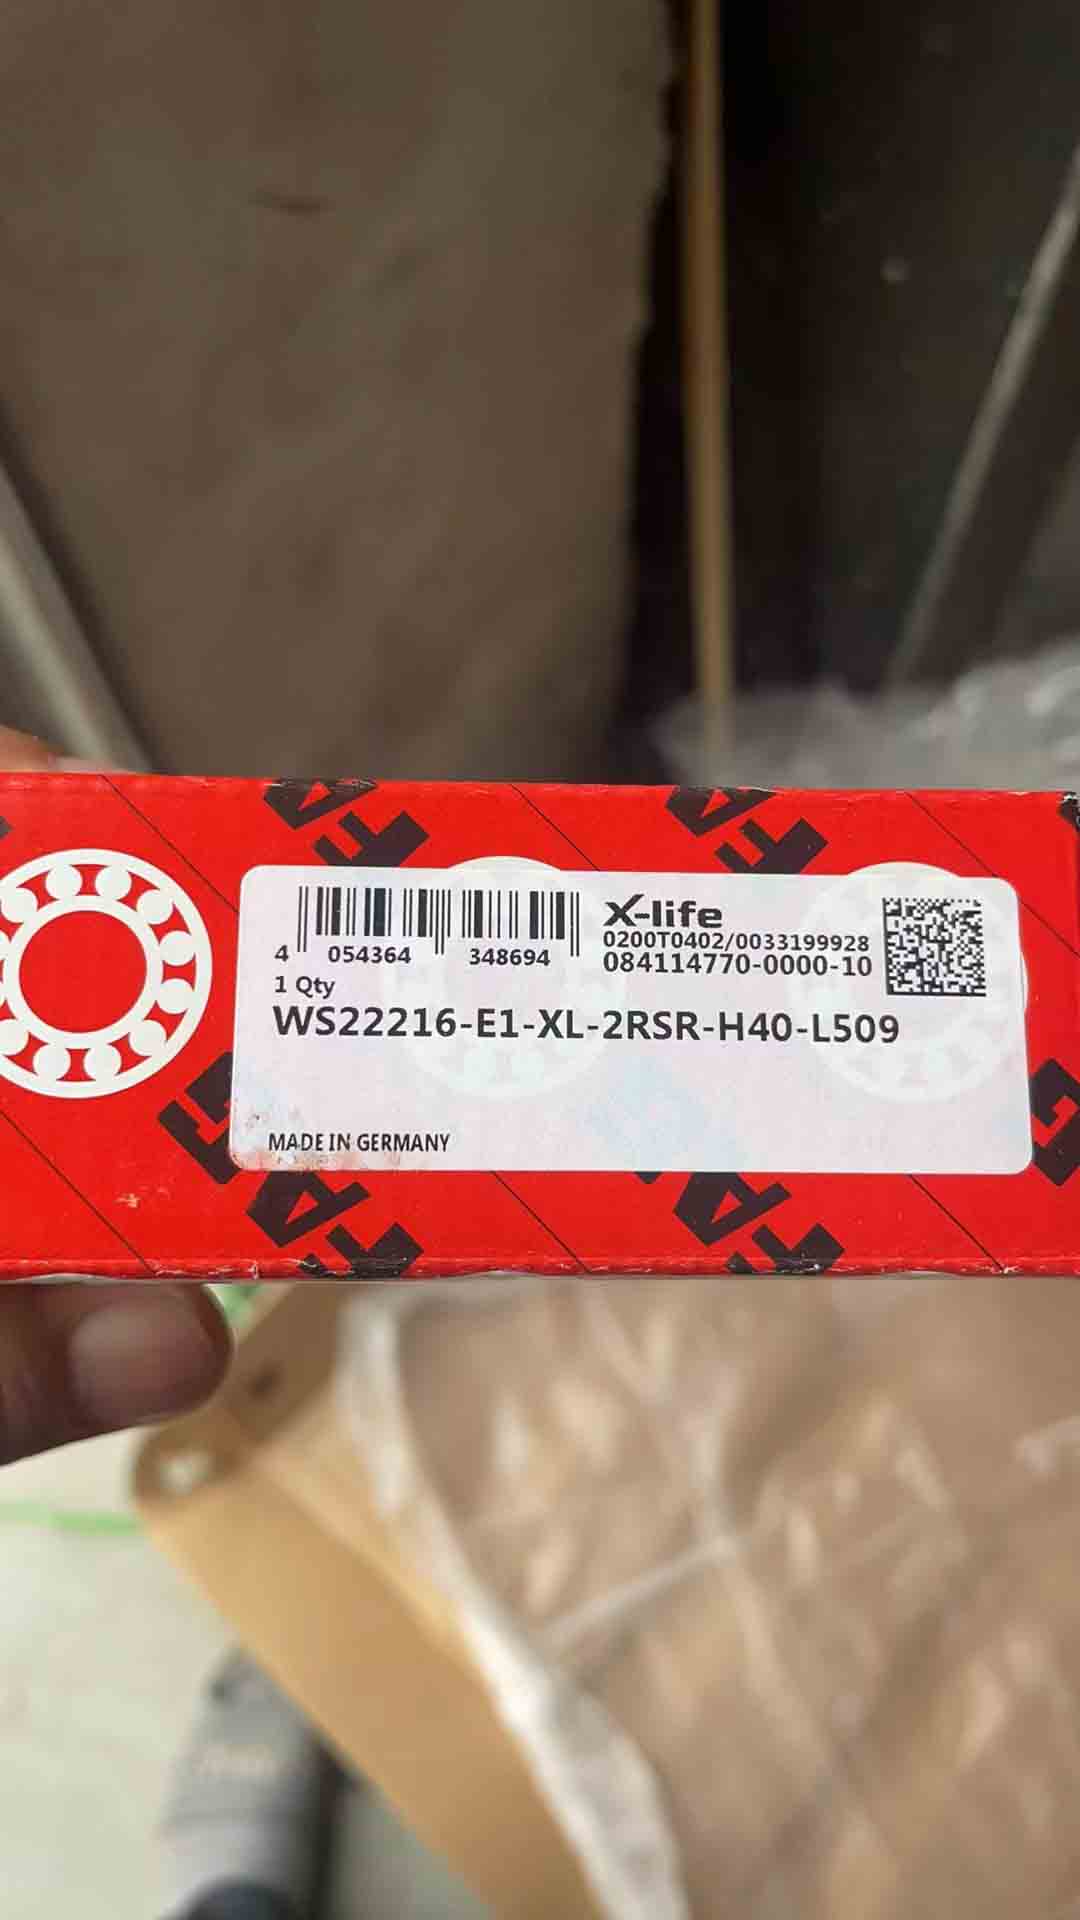 X-life
4 054364 348694
0200T0402/0033199928
084114770-0000-10
1 Qty
WS22216-E1-XL-2RSR-H40-L509
MADE IN GERMANY